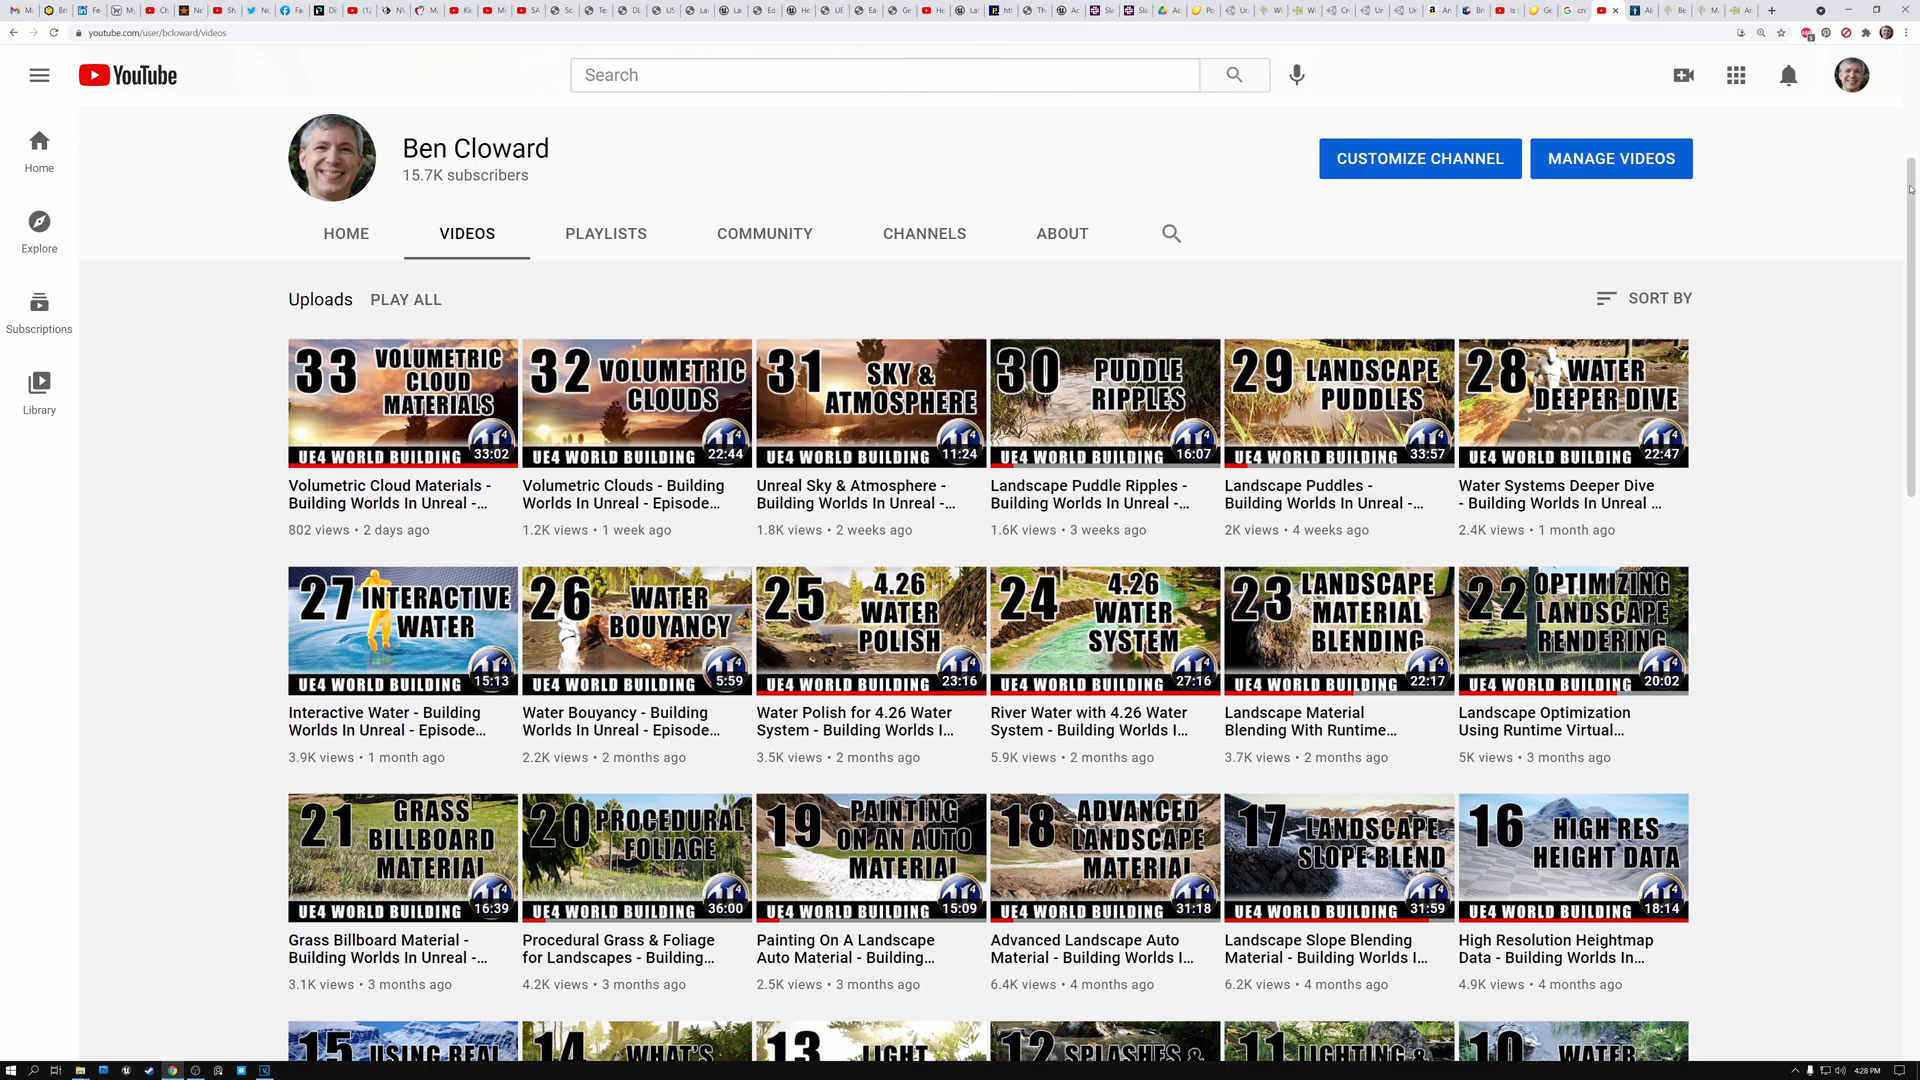 youtube.com/user/bcloward/videos
YouTube
Search
Home
Explore
Subscriptions
Library
Ben Cloward
15.7K subscribers
CUSTOMIZE CHANNEL
MANAGE VIDEOS
HOME
VIDEOS
PLAYLISTS
COMMUNITY
CHANNELS
ABOUT
Uploads
PLAY ALL
SORT BY
33 VOLUMETRIC
CLOUD
MATERIALS
33:02
UE4 WORLD BUILDING
Volumetric Cloud Materials -
Building Worlds In Unreal -...
802 views • 2 days ago
32 VOLUMETRIC
CLOUDS
22:44
UE4 WORLD BUILDING
Volumetric Clouds - Building
Worlds In Unreal - Episode...
1.2K views • 1 week ago
31 SKY &
ATMOSPHERE
11:24
UE4 WORLD BUILDING
Unreal Sky & Atmosphere -
Building Worlds In Unreal -...
1.8K views • 2 weeks ago
30 PUDDLE
RIPPLES
16:07
UE4 WORLD BUILDING
Landscape Puddle Ripples -
Building Worlds In Unreal -...
1.6K views • 3 weeks ago
29 LANDSCAPE
PUDDLES
33:57
UE4 WORLD BUILDING
Landscape Puddles -
Building Worlds In Unreal -...
2K views • 4 weeks ago
28 WATER
DEEPER DIVE
22:47
UE4 WORLD BUILDING
Water Systems Deeper Dive
- Building Worlds In Unreal ...
2.4K views • 1 month ago
27 INTERACTIVE
WATER
15:13
UE4 WORLD BUILDING
Interactive Water - Building
Worlds In Unreal - Episode...
3.9K views • 1 month ago
26 WATER
BOUYANCY
5:59
UE4 WORLD BUILDING
Water Bouyancy - Building
Worlds In Unreal - Episode...
2.2K views • 2 months ago
25 4.26
WATER
POLISH
23:16
UE4 WORLD BUILDING
Water Polish for 4.26 Water
System - Building Worlds I...
3.5K views • 2 months ago
24 4.26
WATER
SYSTEM
27:16
UE4 WORLD BUILDING
River Water with 4.26 Water
System - Building Worlds I...
5.9K views • 2 months ago
23 LANDSCAPE
MATERIAL
BLENDING
22:17
UE4 WORLD BUILDING
Landscape Material
Blending With Runtime...
3.7K views • 2 months ago
22 OPTIMIZING
LANDSCAPE
RENDERING
20:02
UE4 WORLD BUILDING
Landscape Optimization
Using Runtime Virtual...
5K views • 3 months ago
21 GRASS
BILLBOARD
MATERIAL
16:39
UE4 WORLD BUILDING
Grass Billboard Material -
Building Worlds In Unreal -...
3.1K views • 3 months ago
20 PROCEDURAL
FOLIAGE
36:00
UE4 WORLD BUILDING
Procedural Grass & Foliage
for Landscapes - Building...
4.2K views • 3 months ago
19 PAINTING
ON AN AUTO
MATERIAL
15:09
UE4 WORLD BUILDING
Painting On A Landscape
Auto Material - Building...
2.5K views • 3 months ago
18 ADVANCED
LANDSCAPE
MATERIAL
31:18
UE4 WORLD BUILDING
Advanced Landscape Auto
Material - Building Worlds I...
6.4K views • 4 months ago
17 LANDSCAPE
SLOPE BLEND
31:59
UE4 WORLD BUILDING
Landscape Slope Blending
Material - Building Worlds I...
6.2K views • 4 months ago
16 HIGH RES
HEIGHT DATA
18:14
UE4 WORLD BUILDING
High Resolution Heightmap
Data - Building Worlds In...
4.9K views • 4 months ago
15 USING REAL
14 WHAT'S
13 LIGHT
12 SPLASHES &
11 LIGHTING &
10 WATER
4:28 PM